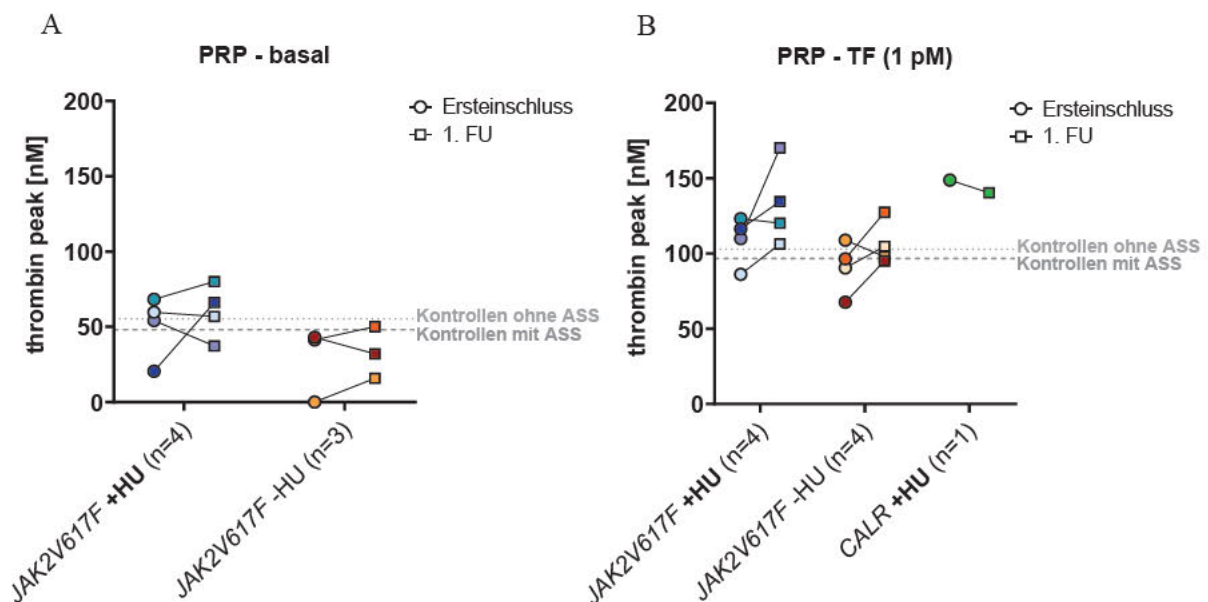 A
PRP - basal
Ersteinschluss
1. FU
thrombin peak [nM]
200
150
100
50
0
Kontrollen ohne ASS
Kontrollen mit ASS
JAK2V617F +HU (n=4)
JAK2V617F -HU (n=3)
B
PRP - TF (1 pM)
Ersteinschluss
1. FU
thrombin peak [nM]
200
150
100
50
0
Kontrollen ohne ASS
Kontrollen mit ASS
JAK2V617F +HU (n=4)
JAK2V617F -HU (n=4)
CALR +HU (n=1)